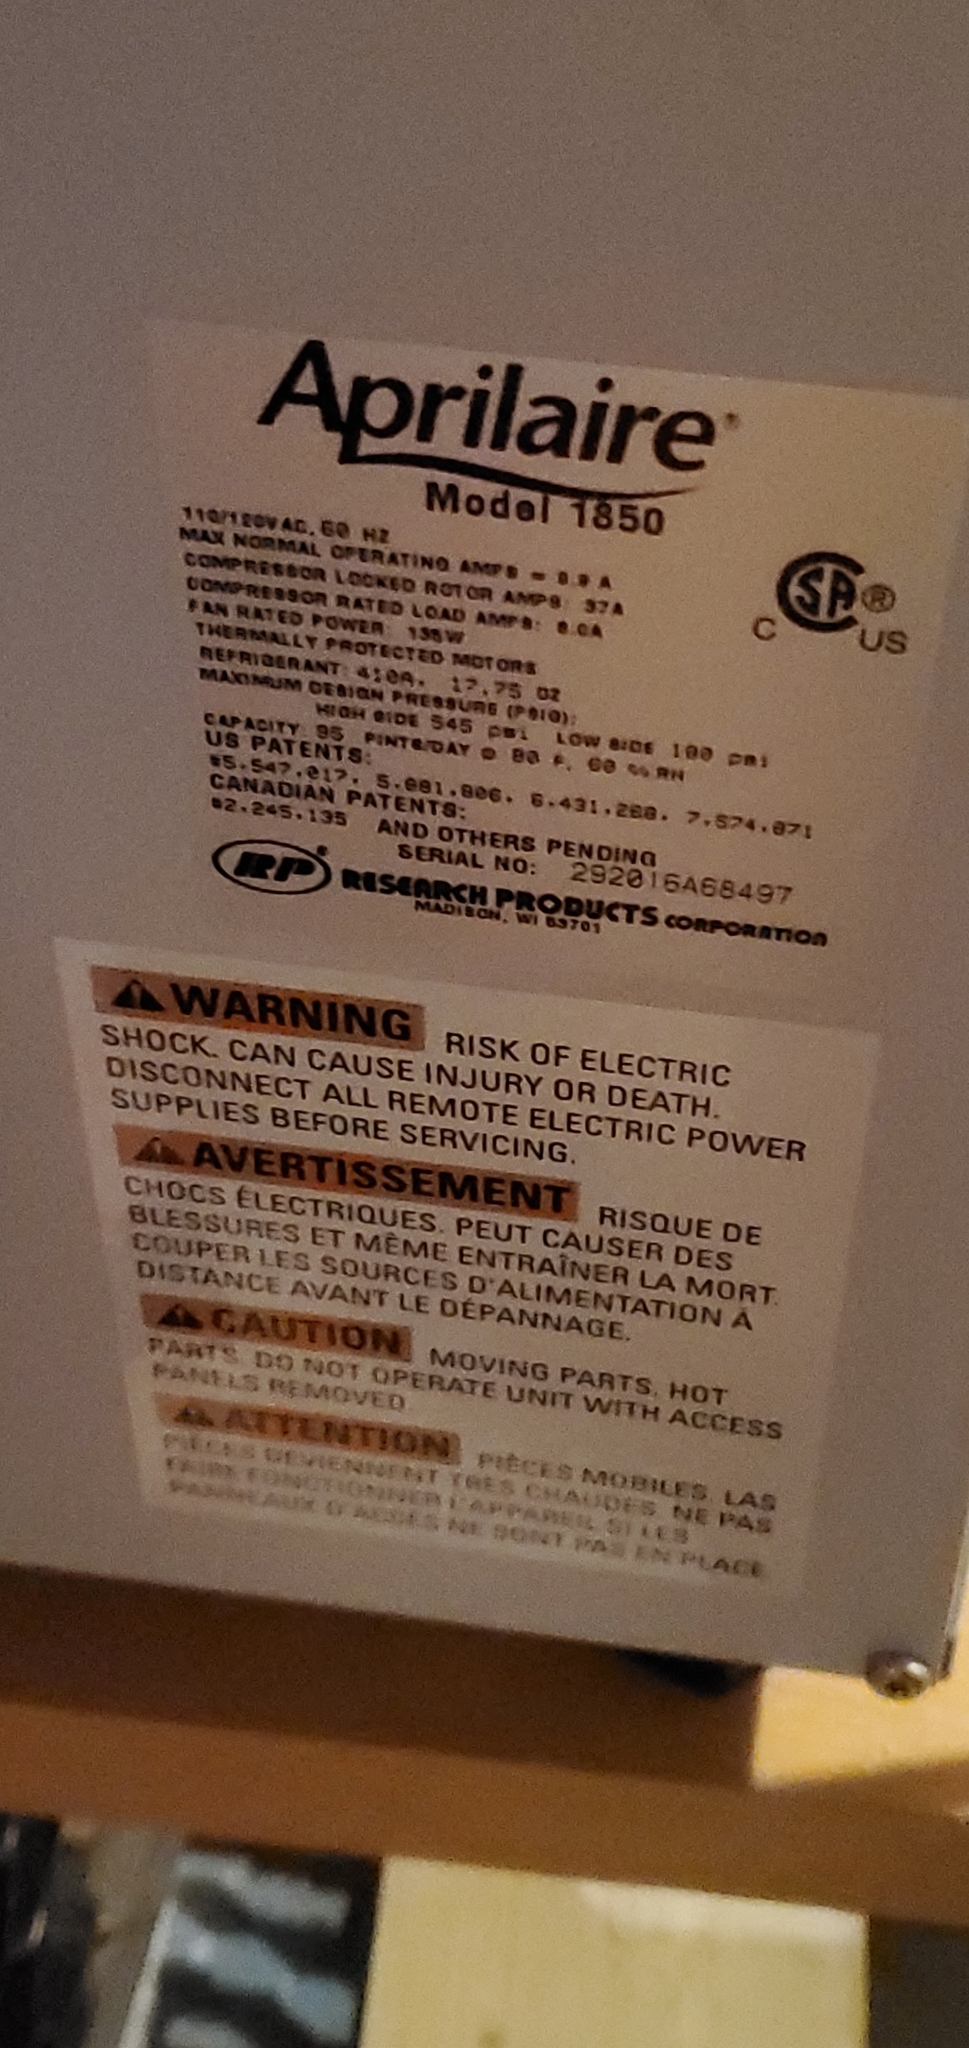 Aprilaire®
Model 1850
110/120VAC, 60 HZ
MAX NORMAL OPERATING AMPS = A
COMPRESSOR LOCKED ROTOR AMPS: 37A
COMPRESSOR RATED LOAD AMPS:
FAN RATED POWER: 135W
THERMALLY PROTECTED MOTORS
REFRIGERANT: 410A, 17.75 OZ
MAXIMUM DESIGN PRESSURE (PSIG):
HIGH SIDE 545 psi LOW SIDE psi
CAPACITY: 95 PINTS/DAY @ 80 F, 60 % RH
US PATENTS:
#5,547,017, 5,881,806, 6,431,268, 7,574,871
CANADIAN PATENTS:
#2,245,135 AND OTHERS PENDING
SERIAL NO: 292016A68497
RP® RESEARCH PRODUCTS CORPORATION
MADISON, WI 53701
C SA ®
C US
WARNING RISK OF ELECTRIC
SHOCK. CAN CAUSE INJURY OR DEATH.
DISCONNECT ALL REMOTE ELECTRIC POWER
SUPPLIES BEFORE SERVICING.
AVERTISSEMENT RISQUE DE
CHOCS ÉLECTRIQUES. PEUT CAUSER DES
BLESSURES ET MÊME ENTRAÎNER LA MORT.
COUPER LES SOURCES D'ALIMENTATION À
DISTANCE AVANT LE DÉPANNAGE.
CAUTION MOVING PARTS, HOT
PARTS. DO NOT OPERATE UNIT WITH ACCESS
PANELS REMOVED.
ATTENTION PIÈCES MOBILES. LAS
PIÈCES DEVIENNENT TRÈS CHAUDES. NE PAS
FAIRE FONCTIONNER L'APPAREIL SI LES
PANNEAUX D'ACCÈS NE SONT PAS EN PLACE